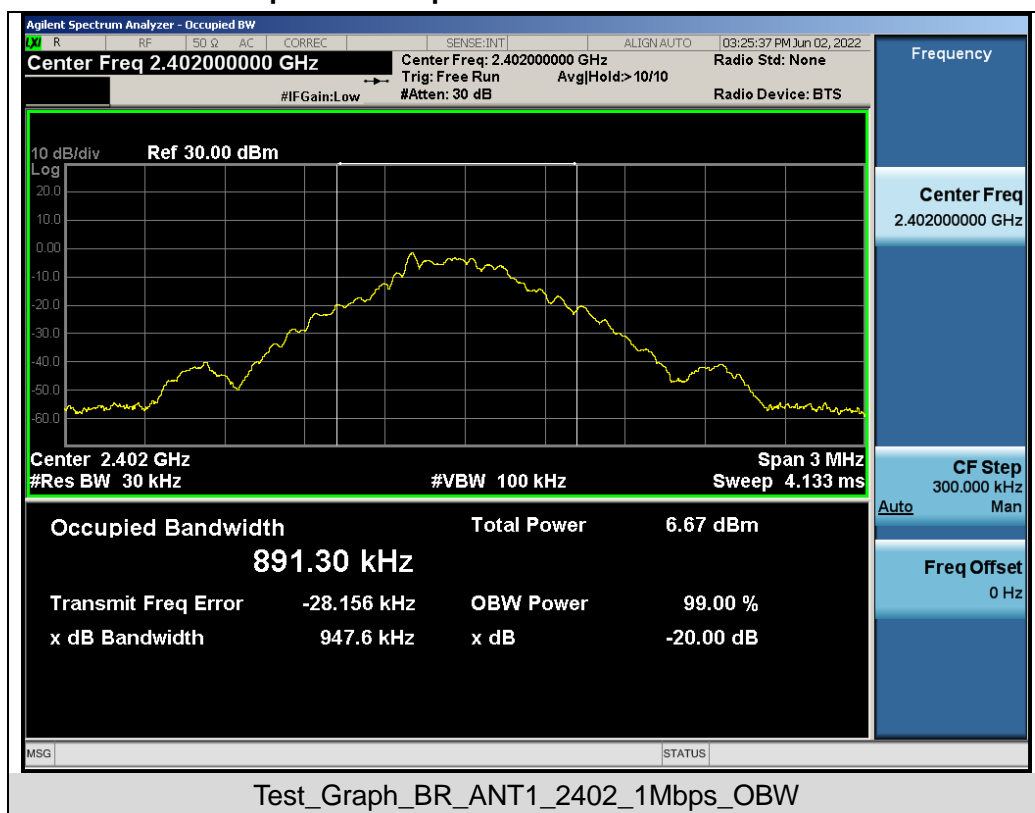 Agilent Spectrum Analyzer - Occupied BW
LXI R RF 50 Ω AC CORREC SENSE:INT ALIGN AUTO 03:25:37 PM Jun 02, 2022
Center Freq 2.402000000 GHz
Center Freq: 2.402000000 GHz
Radio Std: None
Trig: Free Run Avg|Hold:>10/10
#IFGain:Low #Atten: 30 dB Radio Device: BTS
10 dB/div Ref 30.00 dBm
Log
20.0
10.0
0.00
-10.0
-20.0
-30.0
-40.0
-50.0
-60.0
Center 2.402 GHz Span 3 MHz
#Res BW 30 kHz #VBW 100 kHz Sweep 4.133 ms
Occupied Bandwidth Total Power 6.67 dBm
891.30 kHz
Transmit Freq Error -28.156 kHz OBW Power 99.00 %
x dB Bandwidth 947.6 kHz x dB -20.00 dB
MSG STATUS
Frequency
Center Freq
2.402000000 GHz
CF Step
300.000 kHz
Auto Man
Freq Offset
0 Hz
Test_Graph_BR_ANT1_2402_1Mbps_OBW